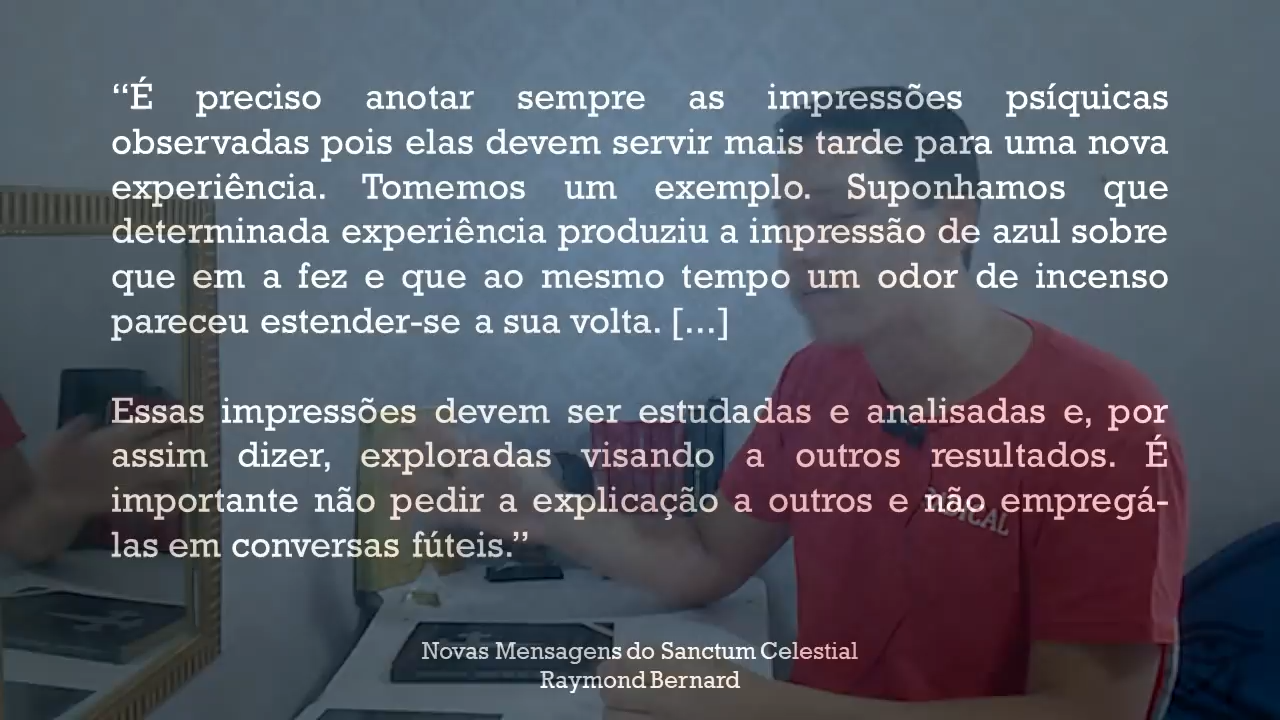 “É preciso anotar sempre as impressões psíquicas
observadas pois elas devem servir mais tarde para uma nova
experiência. Tomemos um exemplo. Suponhamos que
determinada experiência produziu a impressão de azul sobre
que em a fez e que ao mesmo tempo um odor de incenso
pareceu estender-se a sua volta. [...]
Essas impressões devem ser estudadas e analisadas e, por
assim dizer, exploradas visando a outros resultados. É
importante não pedir a explicação a outros e não empregá-
las em conversas fúteis.”
Novas Mensagens do Sanctum Celestial
Raymond Bernard